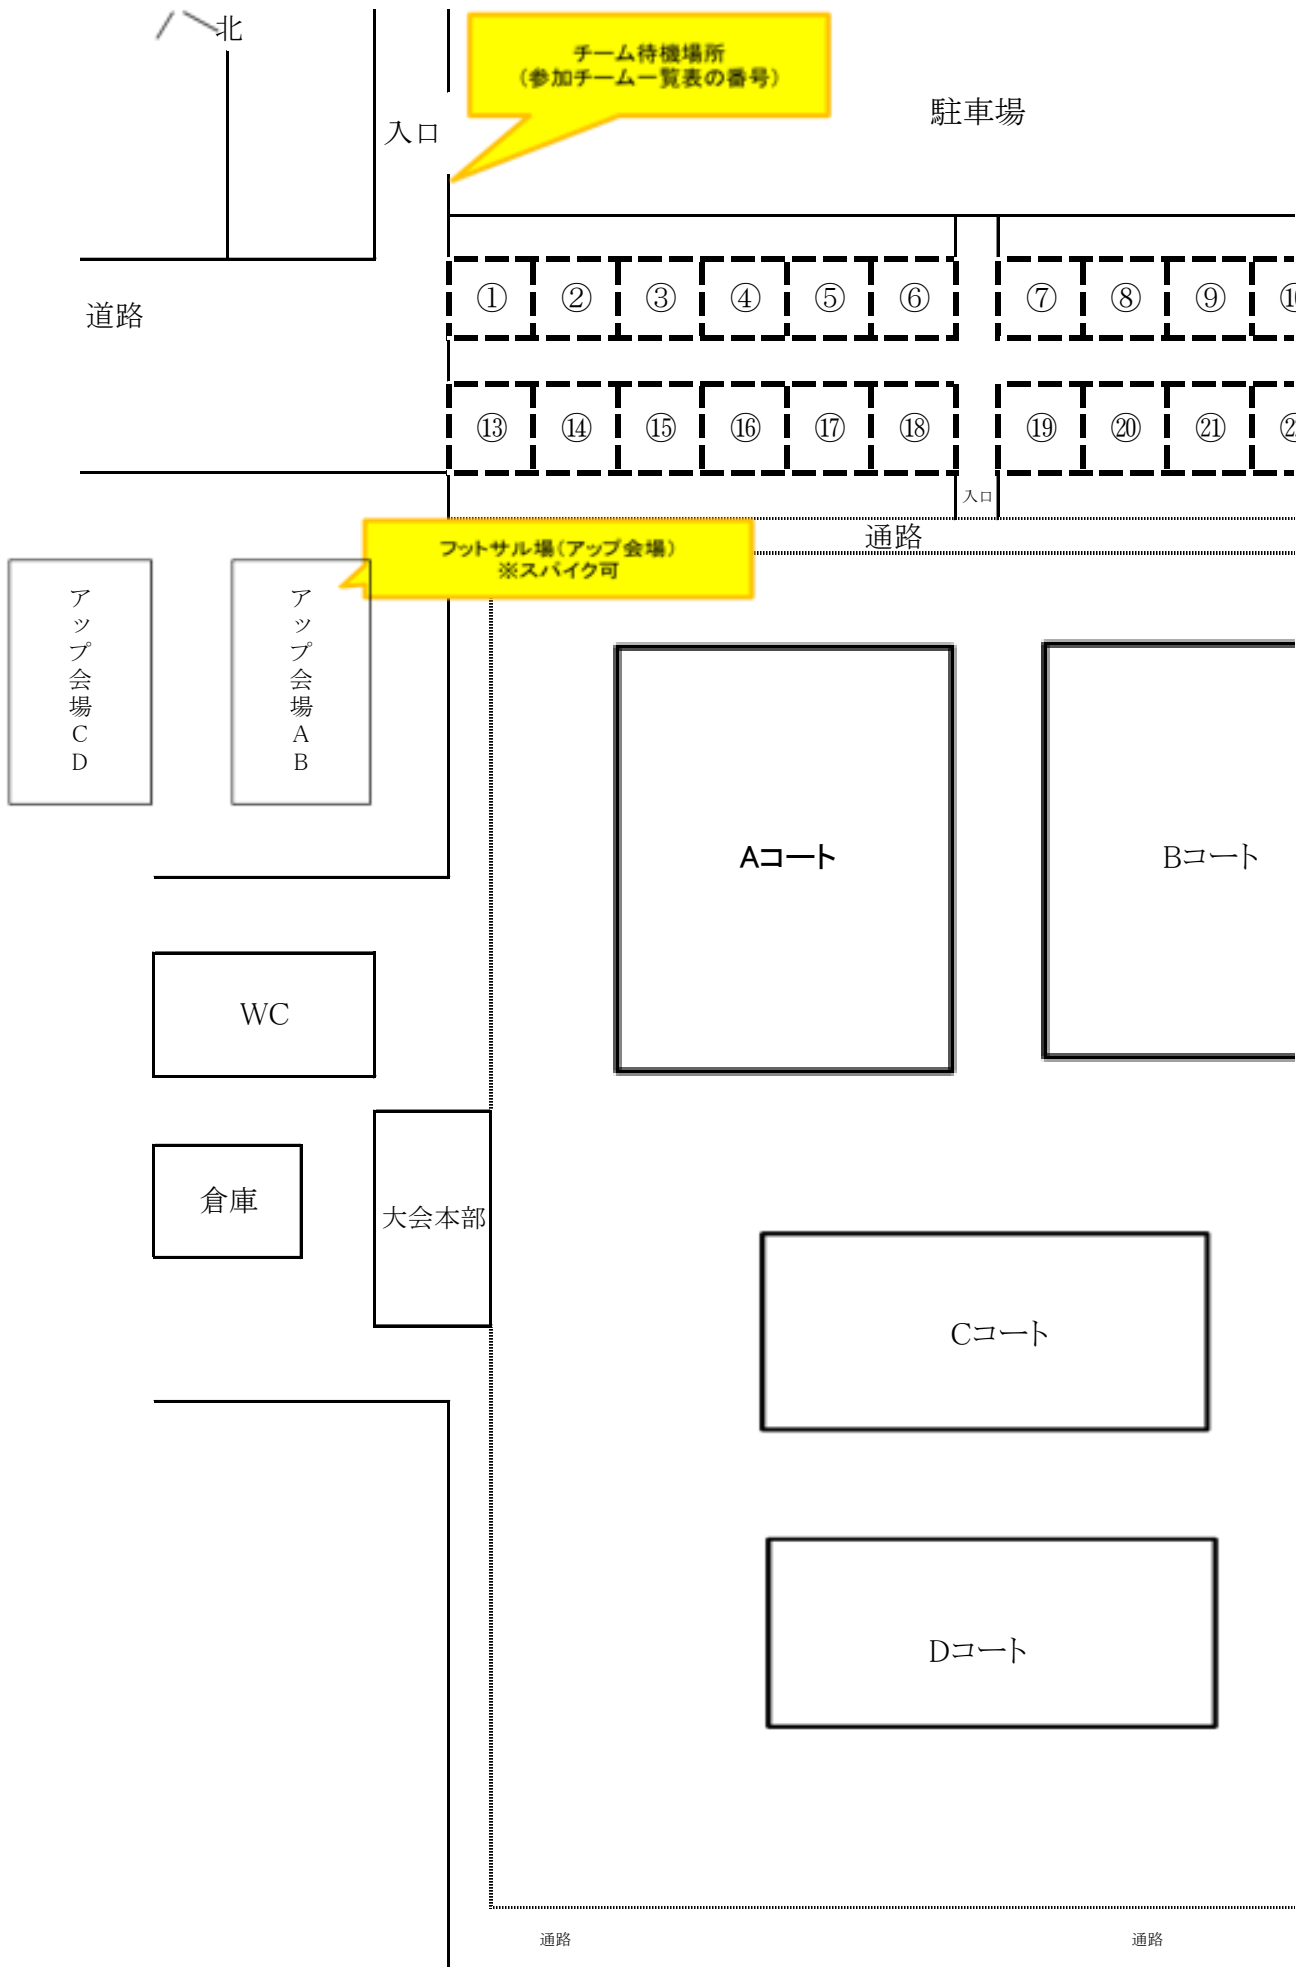 北
チーム待機場所
（参加チーム一覧表の番号）
駐車場
入口
① ② ③ ④ ⑤ ⑥ ⑦ ⑧ ⑨
道路
⑬ ⑭ ⑮ ⑯ ⑰ ⑱ ⑲ ⑳ ㉑
入口
通路
フットサル場（アップ会場）
※スパイク可
アップ会場CD
アップ会場AB
Aコート
Bコート
WC
倉庫
大会本部
Cコート
Dコート
通路
通路